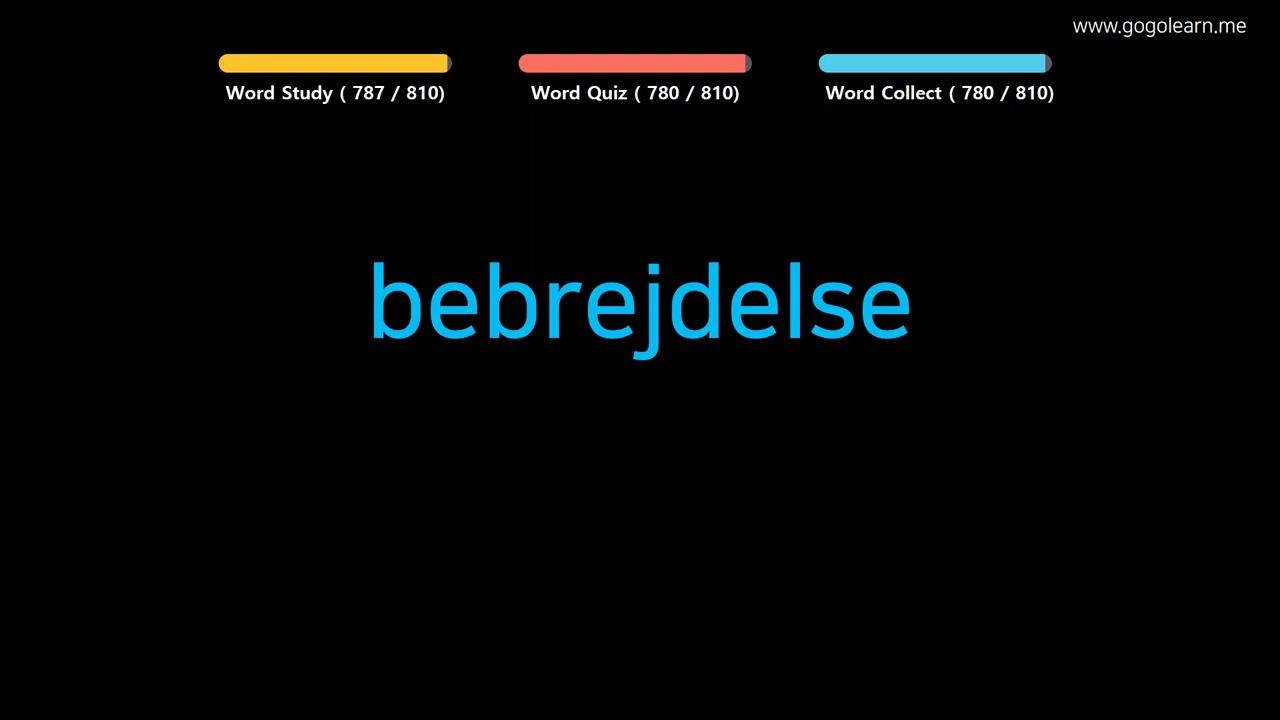 www.gogolearn.me
Word Study ( 787 / 810)
Word Quiz ( 780 / 810)
Word Collect ( 780 / 810)
bebrejdelse